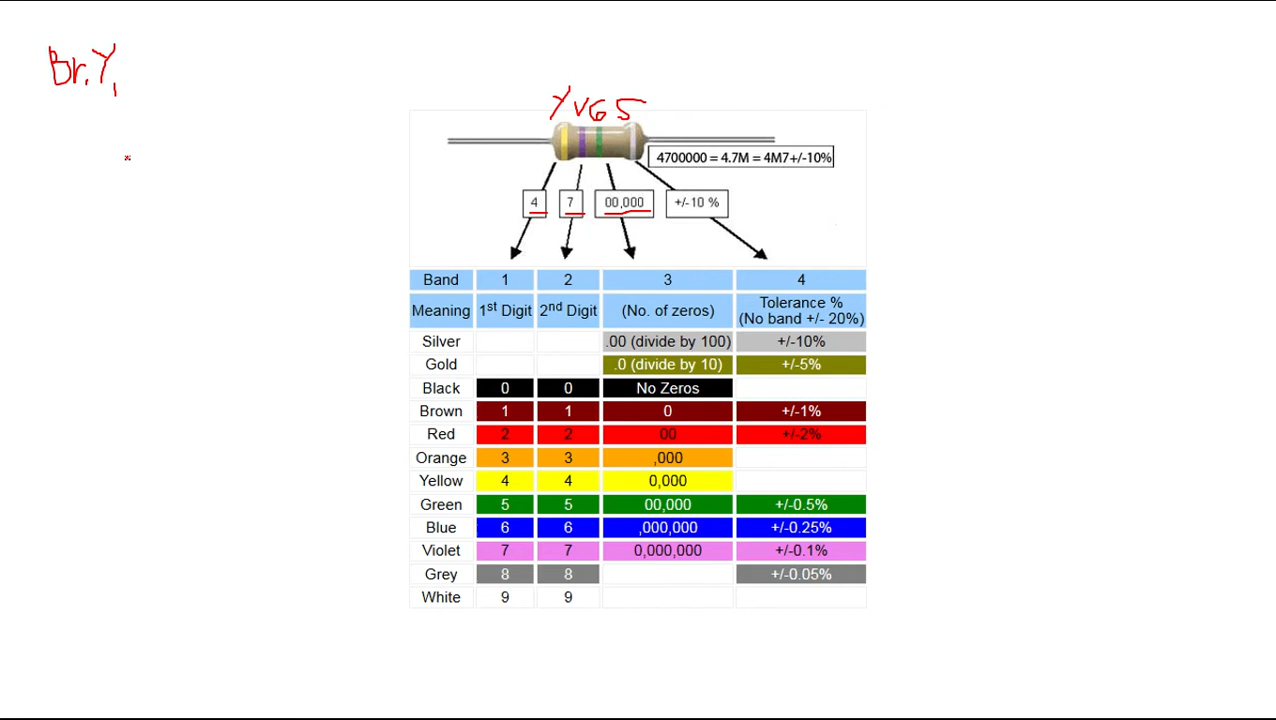 Br.Y,
YVGS
4700000 = 4.7M = 4M7+/-10%
4 7 00,000 +/-10 %
Band 1 2 3 4
Meaning 1st Digit 2nd Digit (No. of zeros) Tolerance % (No band +/- 20%)
Silver .00 (divide by 100) +/-10%
Gold .0 (divide by 10) +/-5%
Black 0 0 No Zeros
Brown 1 1 0 +/-1%
Red 2 2 00 +/-2%
Orange 3 3 ,000
Yellow 4 4 0,000
Green 5 5 00,000 +/-0.5%
Blue 6 6 ,000,000 +/-0.25%
Violet 7 7 0,000,000 +/-0.1%
Grey 8 8 +/-0.05%
White 9 9